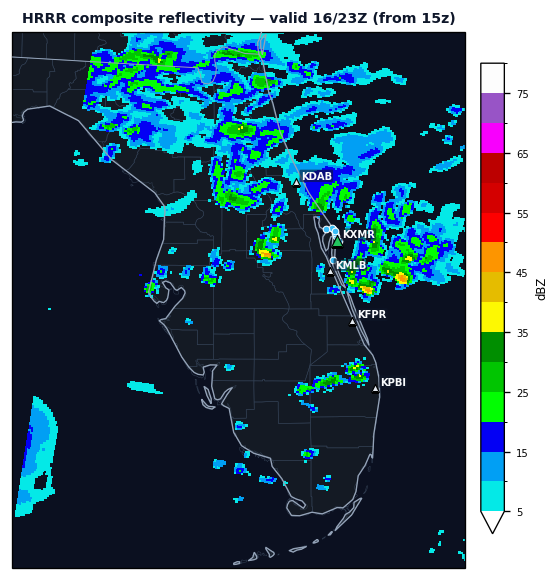 HRRR composite reflectivity — valid 16/23Z (from 15z)
75
65
55
45
35
25
15
5
dBZ
KDAB
KXMR
KMLB
KFPR
KPBI